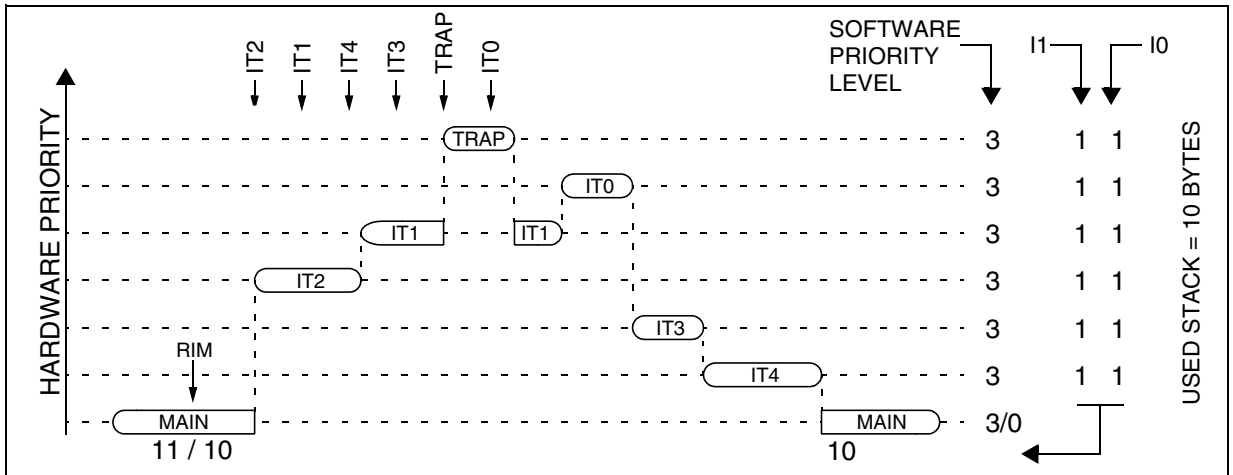 IT2
IT1
IT4
IT3
TRAP
IT0
SOFTWARE
PRIORITY
LEVEL
I1
I0
HARDWARE PRIORITY
TRAP
3
1 1
IT0
3
1 1
IT1
IT1
3
1 1
IT2
3
1 1
IT3
3
1 1
RIM
IT4
3
1 1
MAIN
MAIN
3/0
11 / 10
10
USED STACK = 10 BYTES